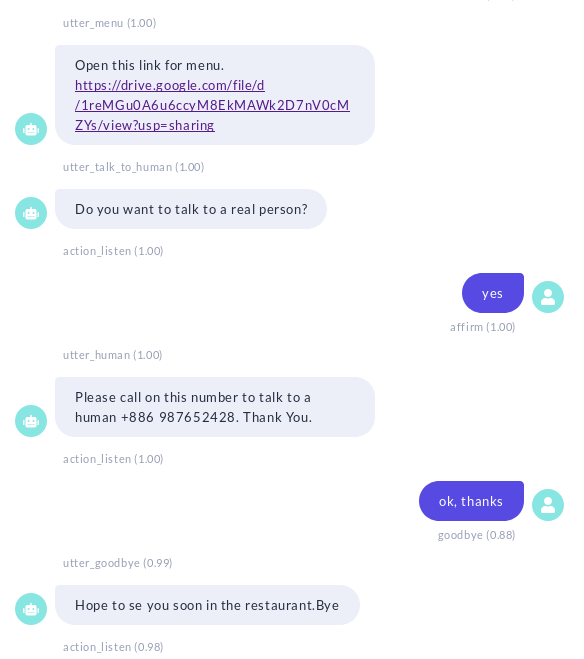 utter_menu (1.00)
Open this link for menu.
https://drive.google.com/file/d
/1reMGu0A6u6ccyM8EkMAWk2D7nV0cM
ZYs/view?usp=sharing
utter_talk_to_human (1.00)
Do you want to talk to a real person?
action_listen (1.00)
yes
affirm (1.00)
utter_human (1.00)
Please call on this number to talk to a
human +886 987652428. Thank You.
action_listen (1.00)
ok, thanks
goodbye (0.88)
utter_goodbye (0.99)
Hope to se you soon in the restaurant.Bye
action_listen (0.98)